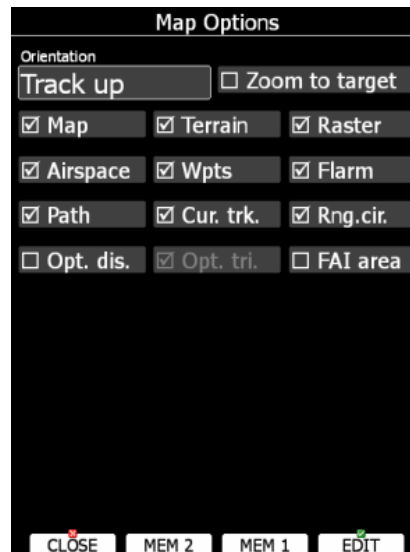 Map Options
Orientation
Track up Zoom to target
Map Terrain Raster
Airspace Wpts Flarm
Path Cur. trk. Rng.cir.
Opt. dis. Opt. tri. FAI area
CLOSE MEM 2 MEM 1 EDIT